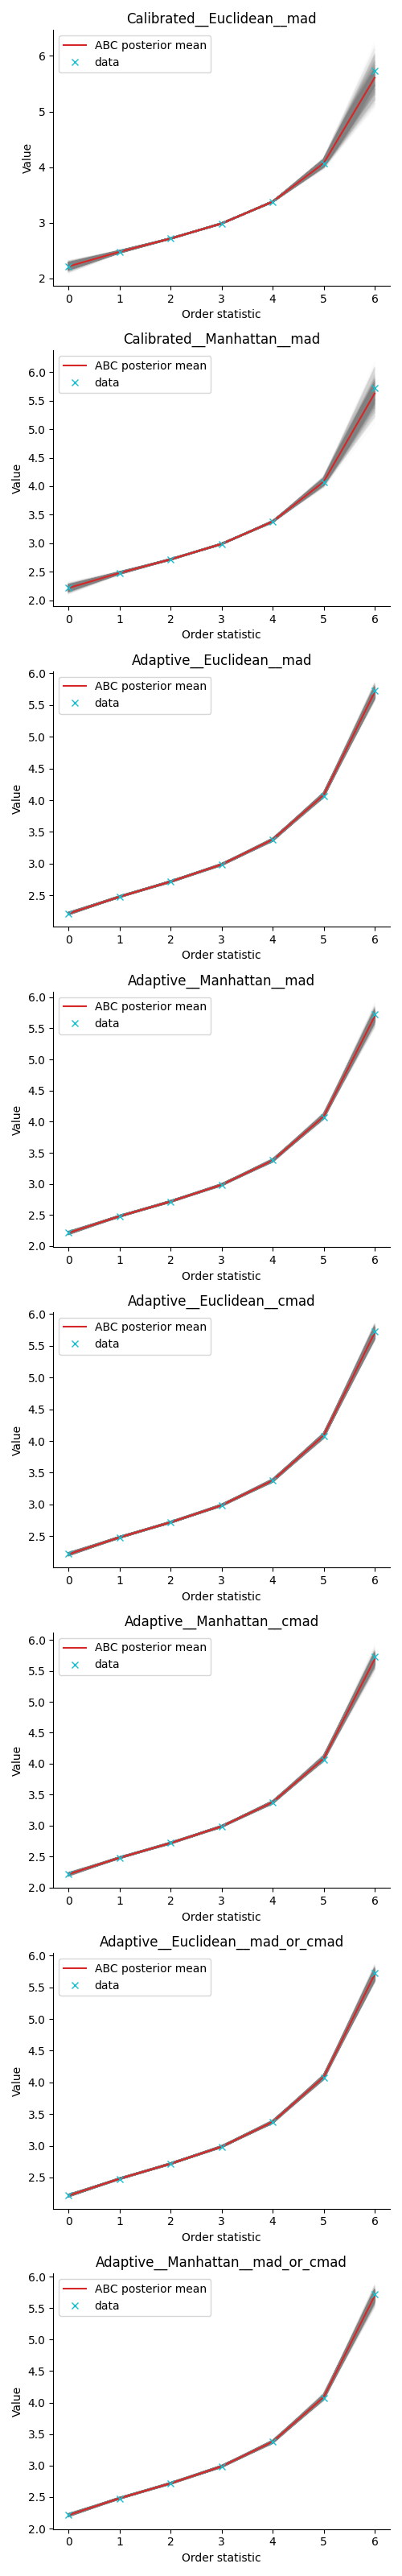 Calibrated__Euclidean__mad
ABC posterior mean
data
6
5
4
3
2
Value
0 1 2 3 4 5 6
Order statistic
Calibrated__Manhattan__mad
ABC posterior mean
data
6.0
5.5
5.0
4.5
4.0
3.5
3.0
2.5
2.0
Value
0 1 2 3 4 5 6
Order statistic
Adaptive__Euclidean__mad
ABC posterior mean
data
6.0
5.5
5.0
4.5
4.0
3.5
3.0
2.5
Value
0 1 2 3 4 5 6
Order statistic
Adaptive__Manhattan__mad
ABC posterior mean
data
6.0
5.5
5.0
4.5
4.0
3.5
3.0
2.5
2.0
Value
0 1 2 3 4 5 6
Order statistic
Adaptive__Euclidean__cmad
ABC posterior mean
data
6.0
5.5
5.0
4.5
4.0
3.5
3.0
2.5
Value
0 1 2 3 4 5 6
Order statistic
Adaptive__Manhattan__cmad
ABC posterior mean
data
6.0
5.5
5.0
4.5
4.0
3.5
3.0
2.5
2.0
Value
0 1 2 3 4 5 6
Order statistic
Adaptive__Euclidean__mad_or_cmad
ABC posterior mean
data
6.0
5.5
5.0
4.5
4.0
3.5
3.0
2.5
Value
0 1 2 3 4 5 6
Order statistic
Adaptive__Manhattan__mad_or_cmad
ABC posterior mean
data
6.0
5.5
5.0
4.5
4.0
3.5
3.0
2.5
2.0
Value
0 1 2 3 4 5 6
Order statistic